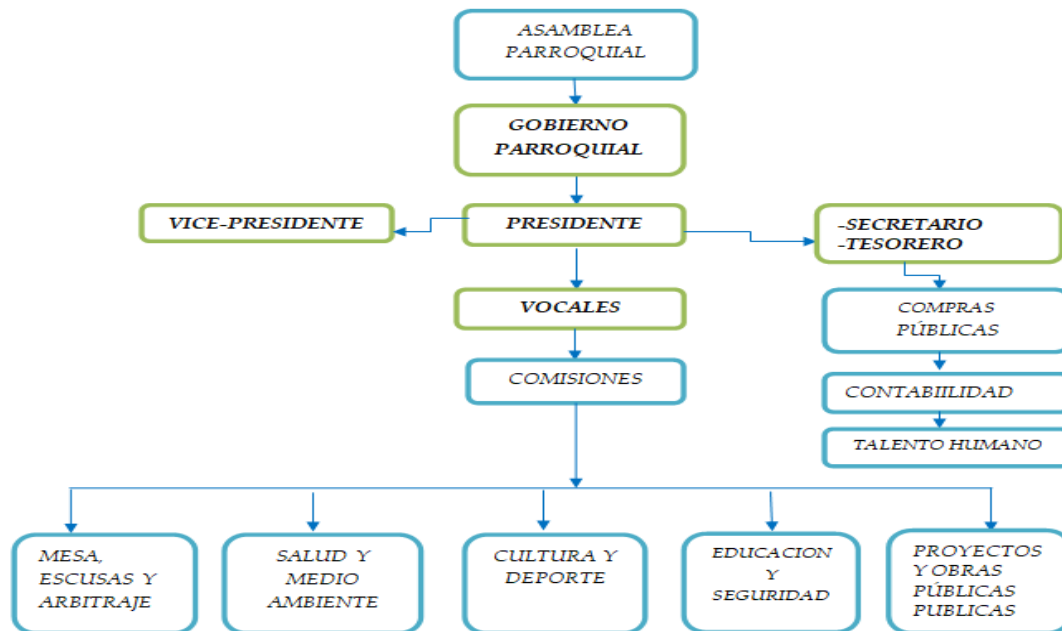 ASAMBLEA
PARROQUIAL
GOBIERNO
PARROQUIAL
VICE-PRESIDENTE
PRESIDENTE
-SECRETARIO
-TESORERO
VOCALES
COMPRAS
PÚBLICAS
COMISIONES
CONTABIILIDAD
TALENTO HUMANO
MESA,
ESCUSAS Y
ARBITRAJE
SALUD Y
MEDIO
AMBIENTE
CULTURA Y
DEPORTE
EDUCACION
Y
SEGURIDAD
PROYECTOS
Y OBRAS
PÚBLICAS
PUBLICAS